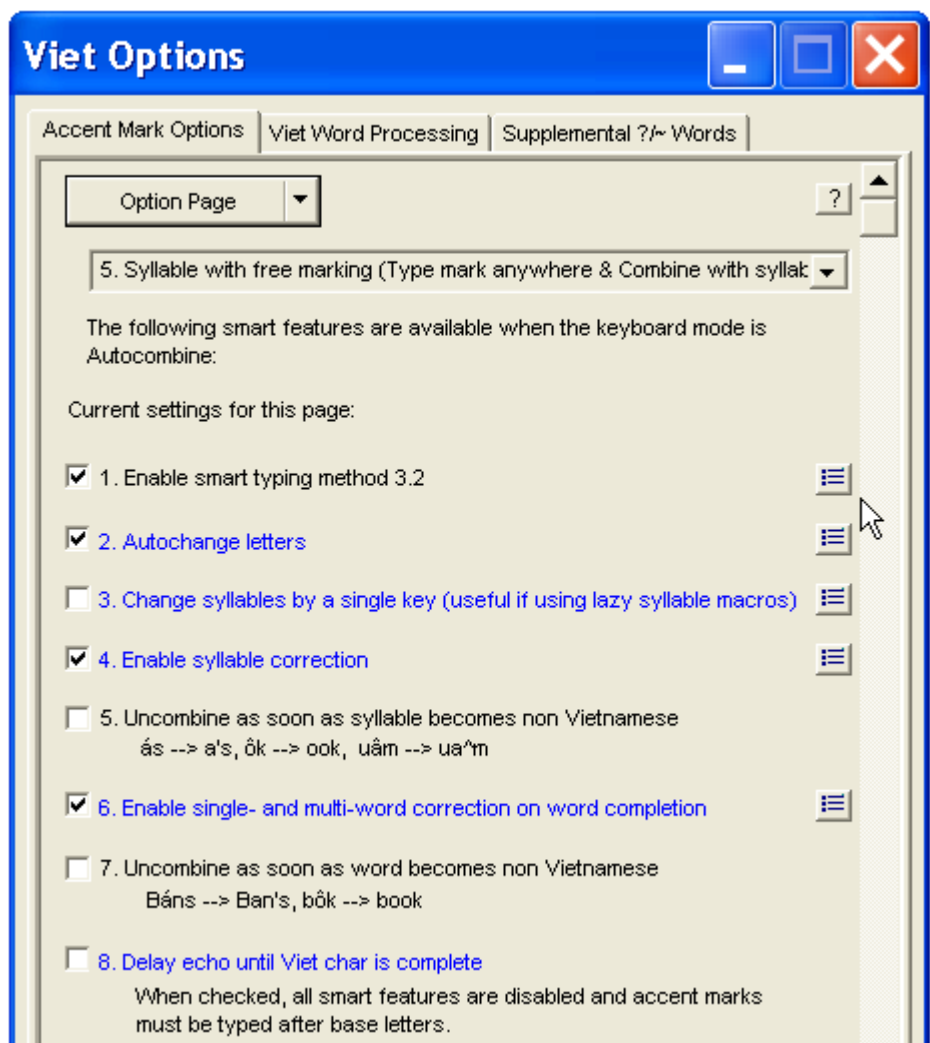 Viet Options
Accent Mark Options
Viet Word Processing
Supplemental ?/~ Words
Option Page
?
5. Syllable with free marking (Type mark anywhere & Combine with syllab
The following smart features are available when the keyboard mode is
Autocombine:
Current settings for this page:
1. Enable smart typing method 3.2
2. Autochange letters
3. Change syllables by a single key (useful if using lazy syllable macros)
4. Enable syllable correction
5. Uncombine as soon as syllable becomes non Vietnamese
ás --> a's, ôk --> ook, uâm --> ua^m
6. Enable single- and multi-word correction on word completion
7. Uncombine as soon as word becomes non Vietnamese
Báns --> Ban's, bôk --> book
8. Delay echo until Viet char is complete
When checked, all smart features are disabled and accent marks
must be typed after base letters.